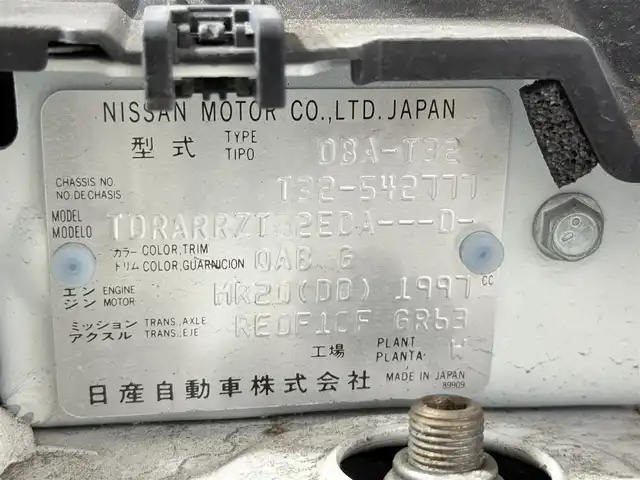 NISSAN MOTOR CO.,LTD. JAPAN
型式 TYPE TIPO DBA-T32
CHASSIS NO. NO. DE CHASIS T32-542777
MODEL MODELO
カラー COLOR,TRIM トリム COLOR,GUARNICION QAB G
エンジン ENGINE MOTOR MR20(DD) 1997 CC
ミッション アクスル TRANS.,AXLE TRANS.,EJE RE0F10F GR63
工場 PLANT PLANTA W
日産自動車株式会社 MADE IN JAPAN
89909